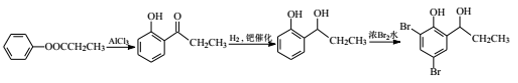 OH O OH OH OH OH
Br
OOCCH₂CH₃ AlCl₃ CCH₂CH₃ H₂,钯催化 CH₂CH₃ 浓Br₂水 CH₂CH₃
Br